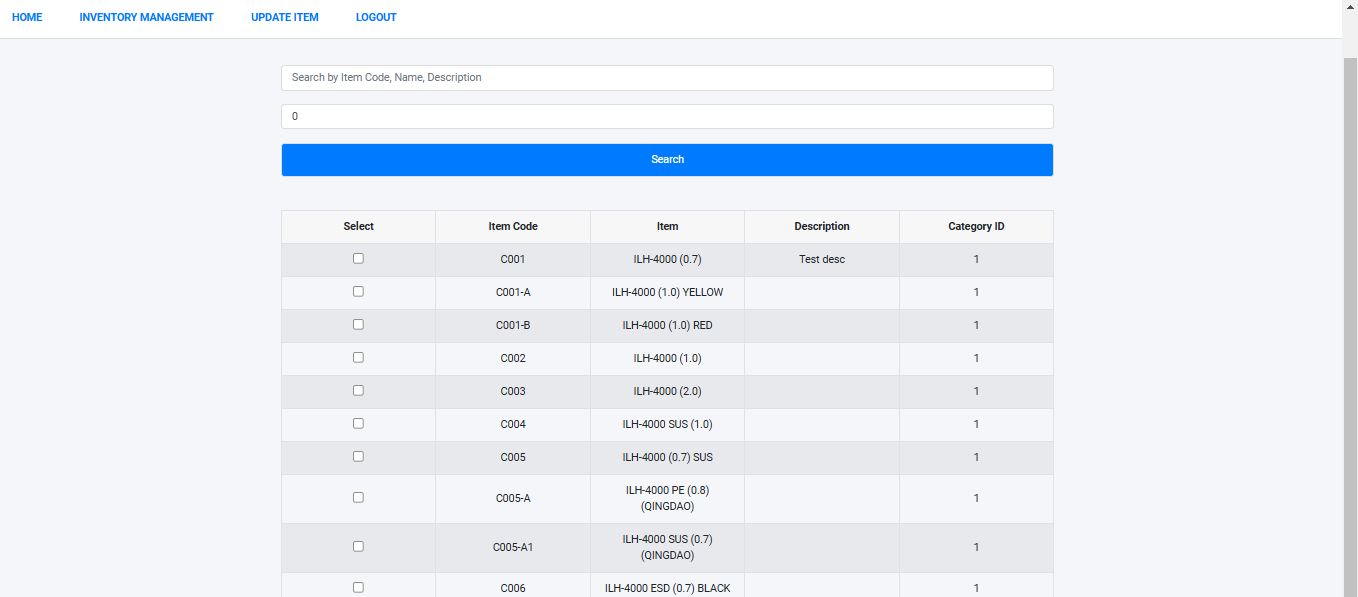 HOME INVENTORY MANAGEMENT UPDATE ITEM LOGOUT
Search by Item Code, Name, Description
0
Search
Select Item Code Item Description Category ID
C001 ILH-4000 (0.7) Test desc 1
C001-A ILH-4000 (1.0) YELLOW 1
C001-B ILH-4000 (1.0) RED 1
C002 ILH-4000 (1.0) 1
C003 ILH-4000 (2.0) 1
C004 ILH-4000 SUS (1.0) 1
C005 ILH-4000 (0.7) SUS 1
C005-A ILH-4000 PE (0.8) 1
(QINGDAO)
C005-A1 ILH-4000 SUS (0.7) 1
(QINGDAO)
C006 ILH-4000 ESD (0.7) BLACK 1